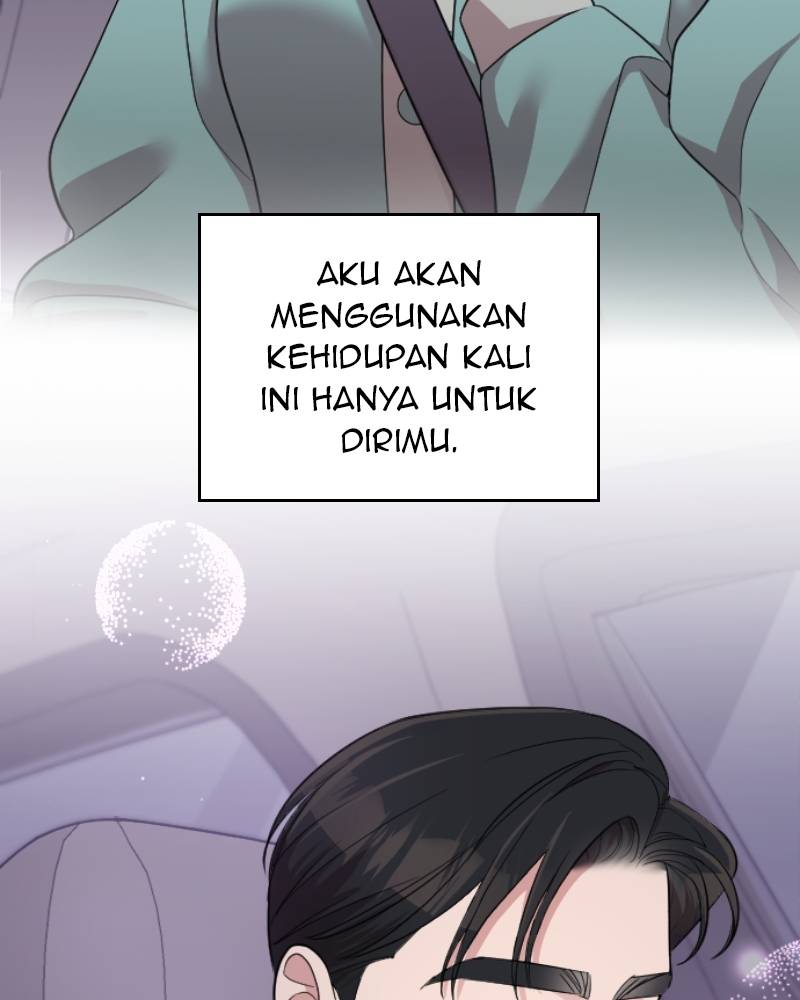 AKU AKAN
MENGGUNAKAN
KEHIDUPAN KALI
INI HANYA UNTUK
DIRIMU.